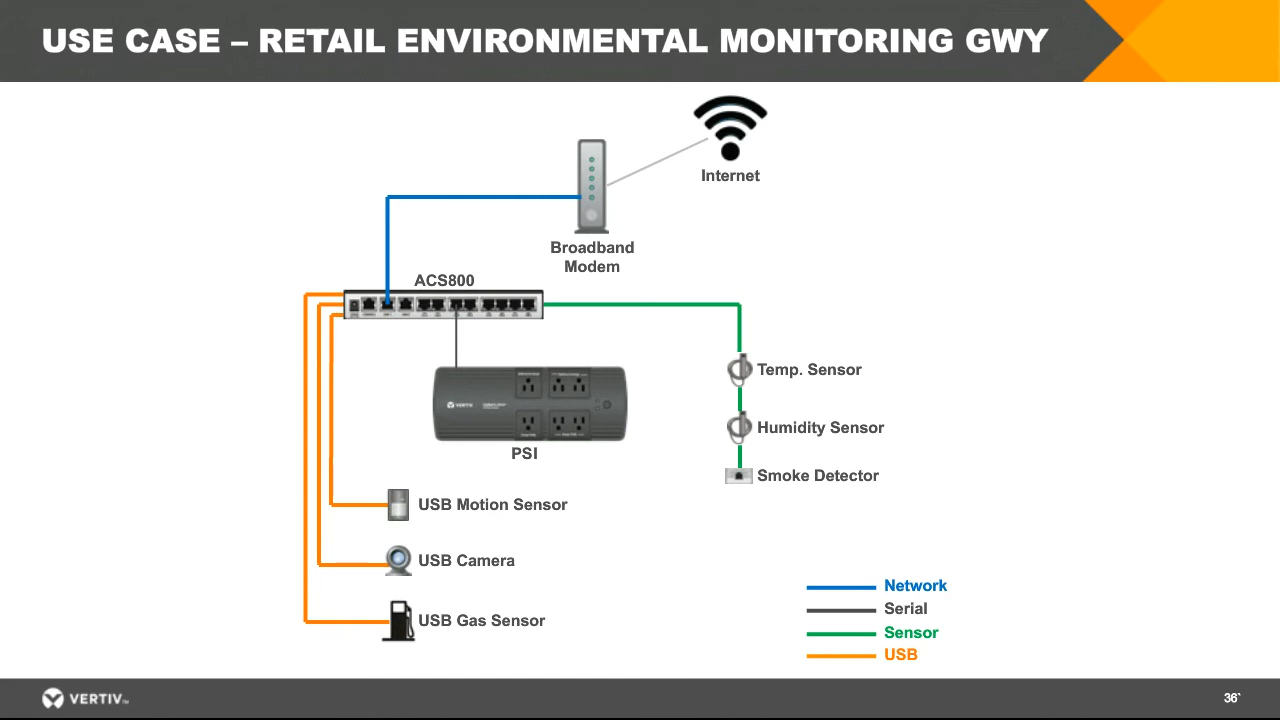 USE CASE – RETAIL ENVIRONMENTAL MONITORING GWY
Internet
Broadband
Modem
ACS800
Temp. Sensor
Humidity Sensor
Smoke Detector
VERTIV
PSI
USB Motion Sensor
USB Camera
USB Gas Sensor
Network
Serial
Sensor
USB
VERTIV™
36`